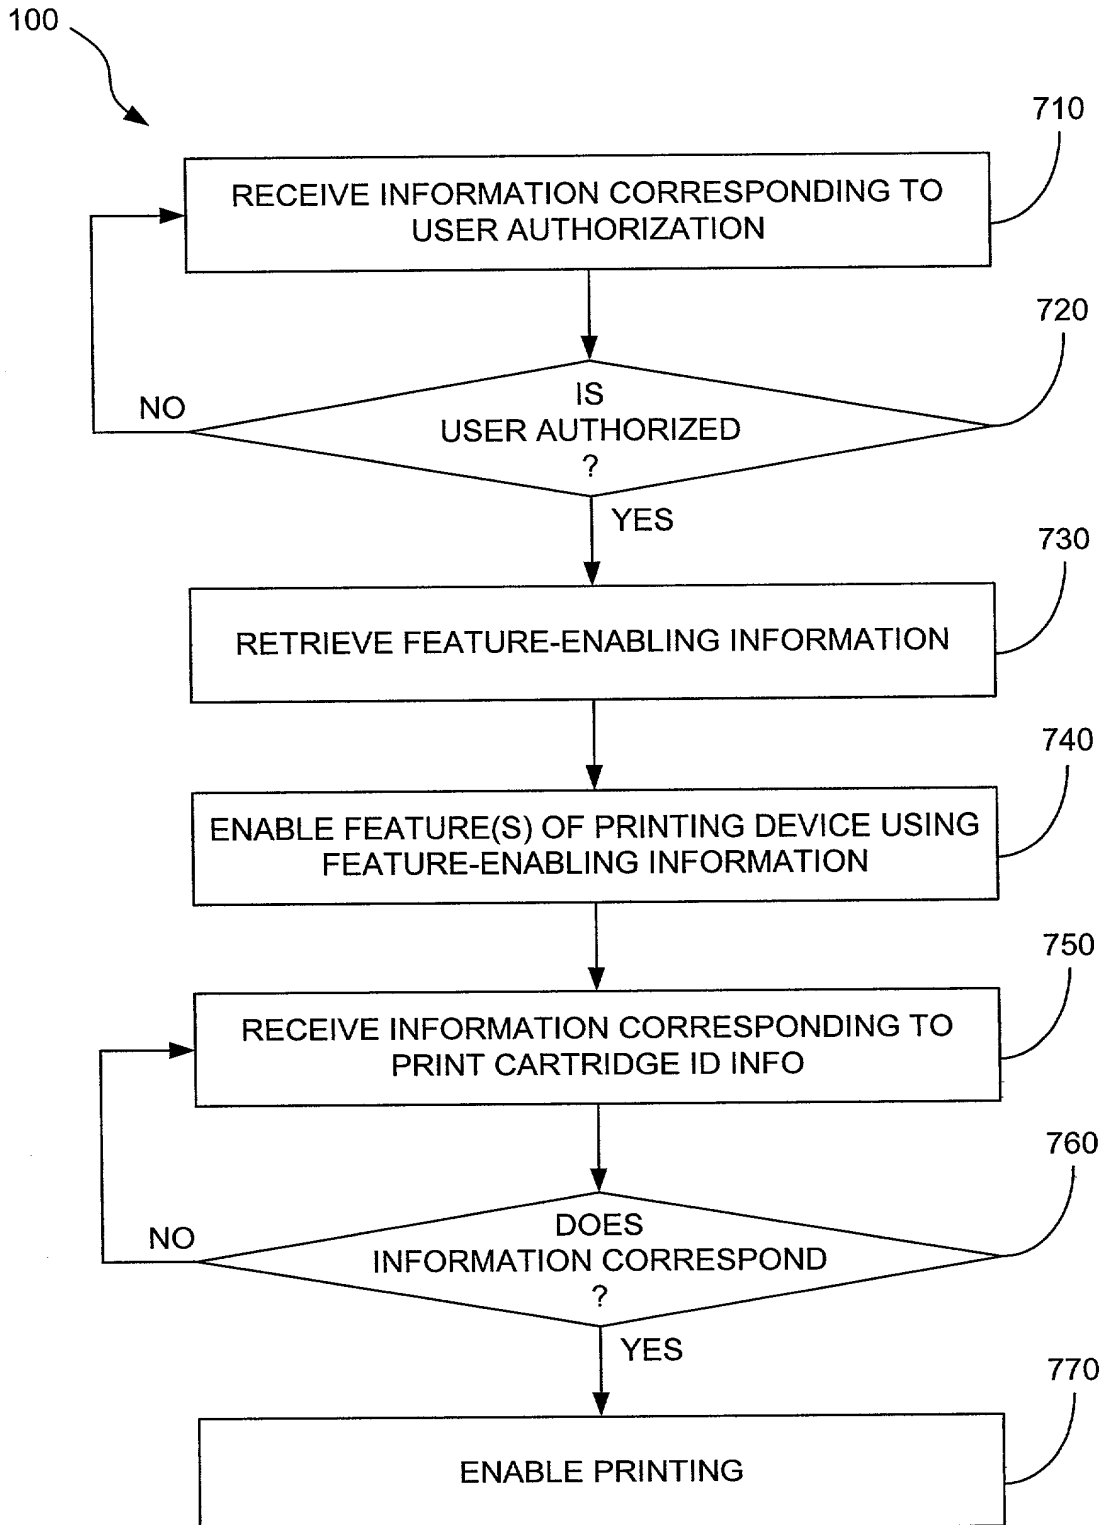 100
710
RECEIVE INFORMATION CORRESPONDING TO
USER AUTHORIZATION
720
IS
USER AUTHORIZED
?
NO
YES
730
RETRIEVE FEATURE-ENABLING INFORMATION
740
ENABLE FEATURE(S) OF PRINTING DEVICE USING
FEATURE-ENABLING INFORMATION
750
RECEIVE INFORMATION CORRESPONDING TO
PRINT CARTRIDGE ID INFO
760
DOES
INFORMATION CORRESPOND
?
NO
YES
770
ENABLE PRINTING